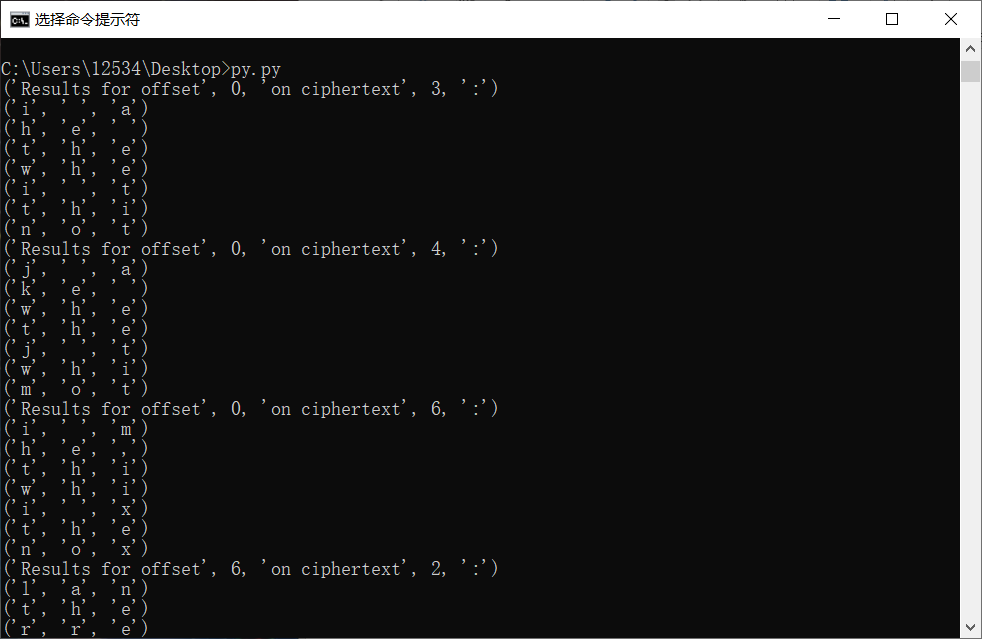 选择命令提示符
C:\Users\12534\Desktop>py.py
('Results for offset', 0, 'on ciphertext', 3, ':')
('i', ' ', 'a')
('h', 'e', ' ')
('t', 'h', 'e')
('w', 'h', 'e')
('i', ' ', 't')
('t', 'h', 'i')
('n', 'o', 't')
('Results for offset', 0, 'on ciphertext', 4, ':')
('j', ' ', 'a')
('k', 'e', ' ')
('w', 'h', 'e')
('t', 'h', 'e')
('j', ' ', 't')
('w', 'h', 'i')
('m', 'o', 't')
('Results for offset', 0, 'on ciphertext', 6, ':')
('i', ' ', 'm')
('h', 'e', ',')
('t', 'h', 'i')
('w', 'h', 'i')
('i', ' ', 'x')
('t', 'h', 'e')
('n', 'o', 'x')
('Results for offset', 6, 'on ciphertext', 2, ':')
('l', 'a', 'n')
('t', 'h', 'e')
('r', 'r', 'e')